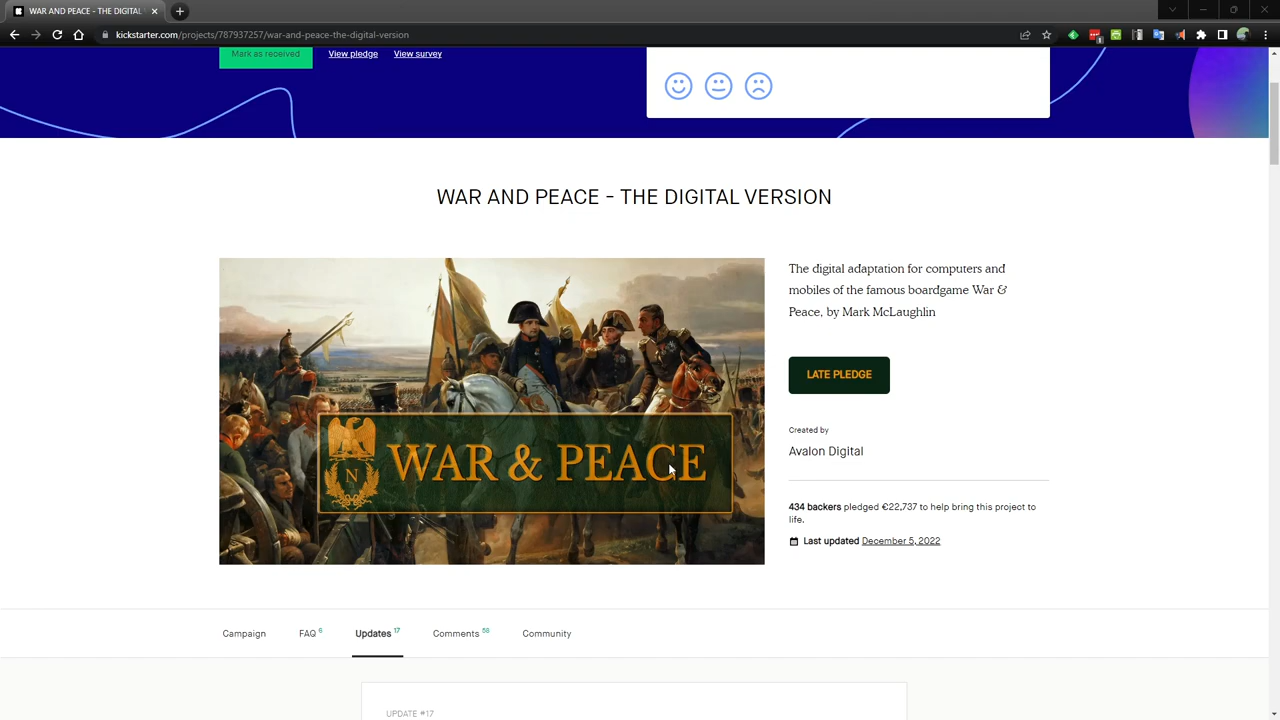 WAR AND PEACE - THE DIGITAL VERSION
kickstarter.com/projects/787937257/war-and-peace-the-digital-version
Mark as received
View pledge
View survey
WAR AND PEACE - THE DIGITAL VERSION
N
WAR & PEACE
The digital adaptation for computers and
mobiles of the famous boardgame War &
Peace, by Mark McLaughlin
LATE PLEDGE
Created by
Avalon Digital
434 backers pledged €22,737 to help bring this project to
life.
Last updated December 5, 2022
Campaign
FAQ
Updates 17
Comments 58
Community
UPDATE #17